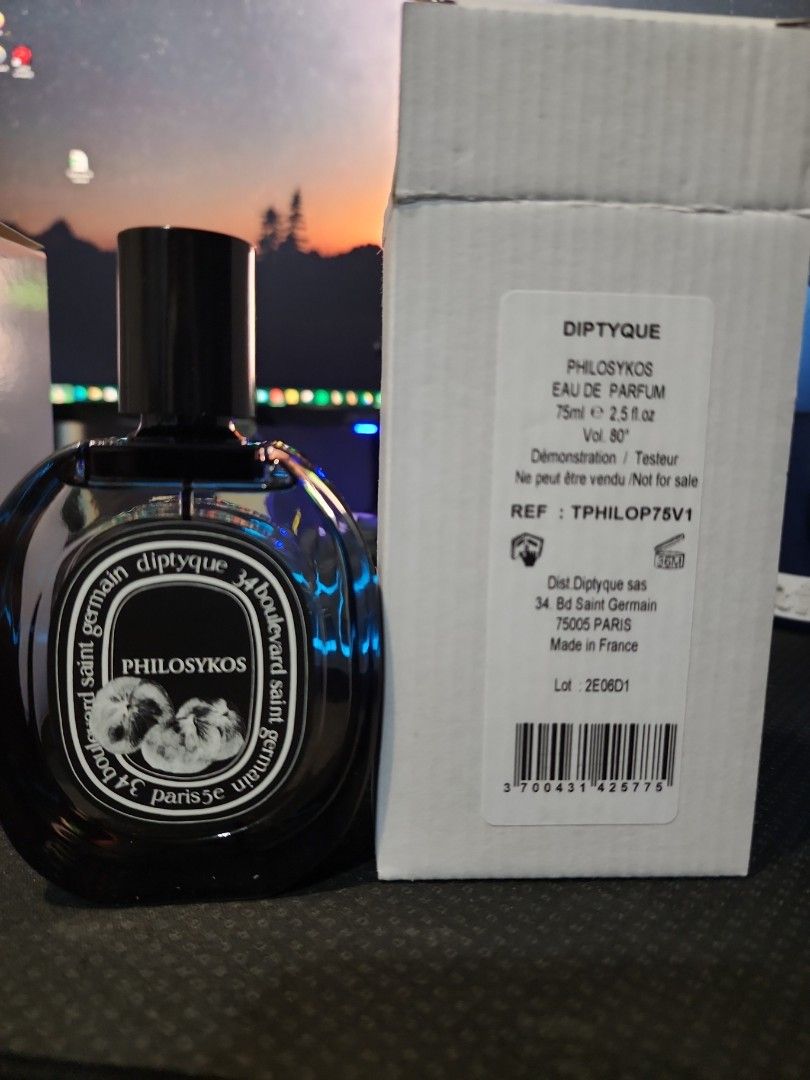 34 boulevard saint germain diptyque 34 boulevard saint germain paris5e
PHILOSYKOS
DIPTYQUE
PHILOSYKOS
EAU DE PARFUM
75ml ℮ 2,5 fl.oz
Vol. 80°
Démonstration / Testeur
Ne peut être vendu /Not for sale
REF : TPHILOP75V1
36M
Dist.Diptyque sas
34. Bd Saint Germain
75005 PARIS
Made in France
Lot : 2E06D1
3 700431 425775